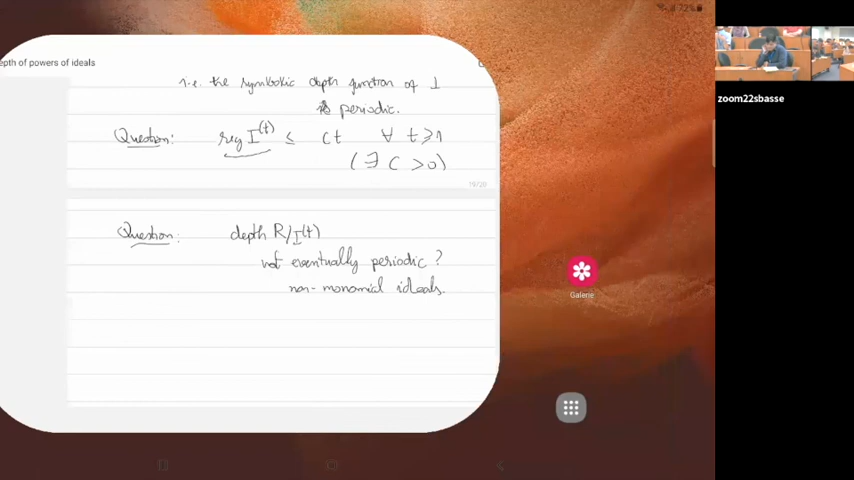 epth of powers of ideals
72%
i.e. the symbolic depth function of I
is periodic.
Question: reg I^(t) ≤ ct ∀ t ≥ 1
(∃ C > 0)
19/20
Question: depth R/I^(t)
not eventually periodic?
non-monomial ideals.
Galerie
zoom22sbasse